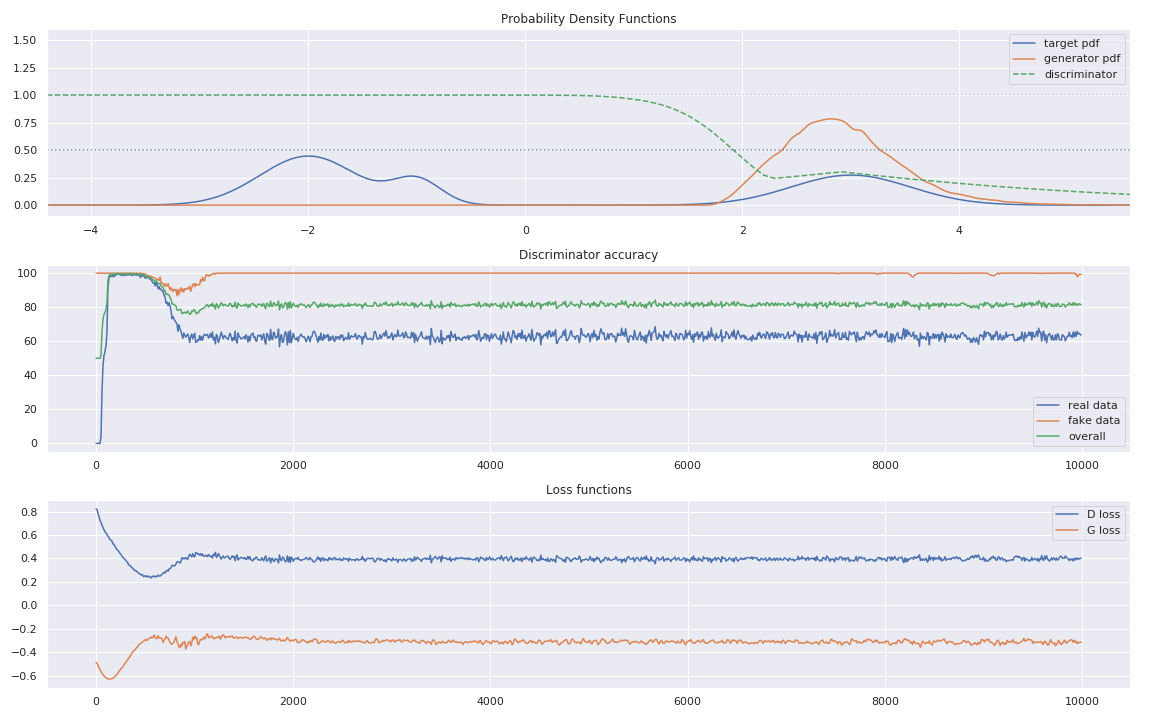 Probability Density Functions
1.50
1.25
1.00
0.75
0.50
0.25
0.00
target pdf
generator pdf
discriminator
−4 −2 0 2 4
Discriminator accuracy
100
80
60
40
20
0
real data
fake data
overall
0 2000 4000 6000 8000 10000
Loss functions
0.8
0.6
0.4
0.2
0.0
−0.2
−0.4
−0.6
D loss
G loss
0 2000 4000 6000 8000 10000